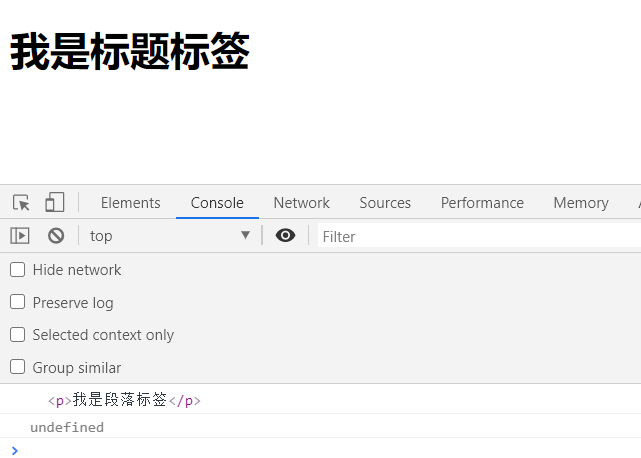 我是标题标签
Elements Console Network Sources Performance Memory
top Filter
Hide network
Preserve log
Selected context only
Group similar
<p>我是段落标签</p>
undefined